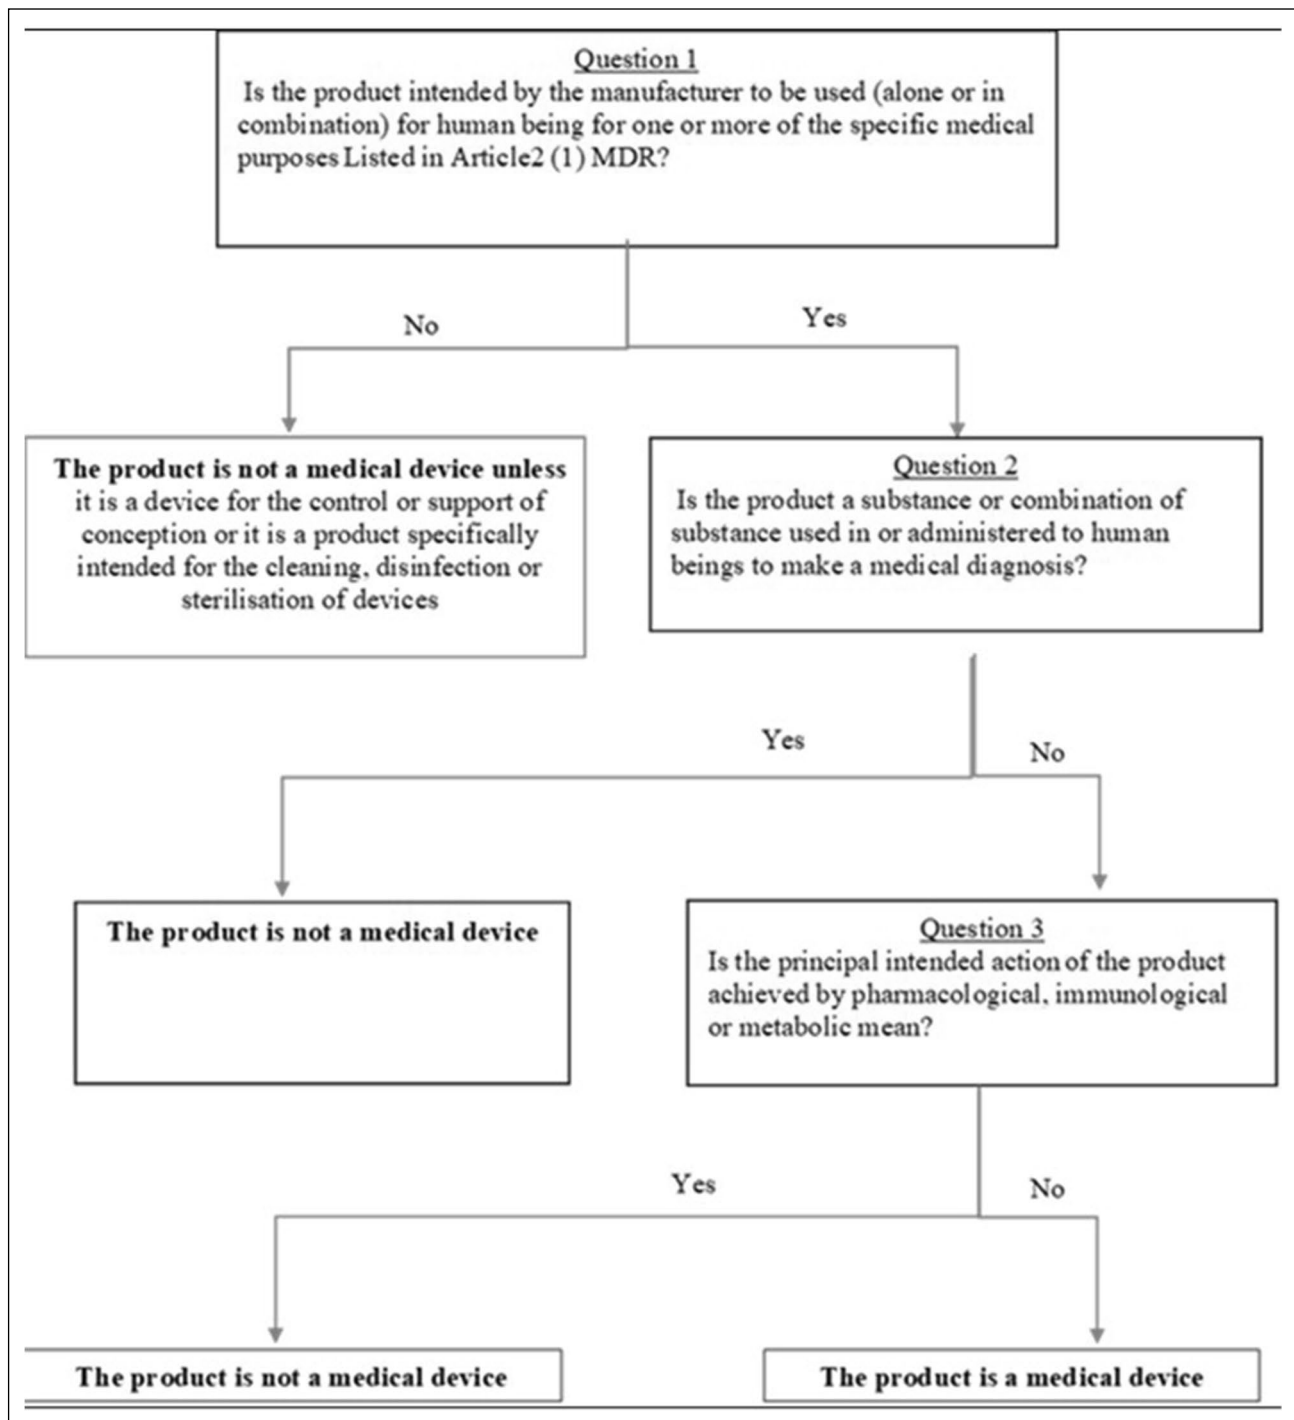 Question 1
Is the product intended by the manufacturer to be used (alone or in
combination) for human being for one or more of the specific medical
purposes Listed in Article2 (1) MDR?
No
Yes
The product is not a medical device unless
it is a device for the control or support of
conception or it is a product specifically
intended for the cleaning, disinfection or
sterilisation of devices
Question 2
Is the product a substance or combination of
substance used in or administered to human
beings to make a medical diagnosis?
Yes
No
The product is not a medical device
Question 3
Is the principal intended action of the product
achieved by pharmacological, immunological
or metabolic mean?
Yes
No
The product is not a medical device
The product is a medical device